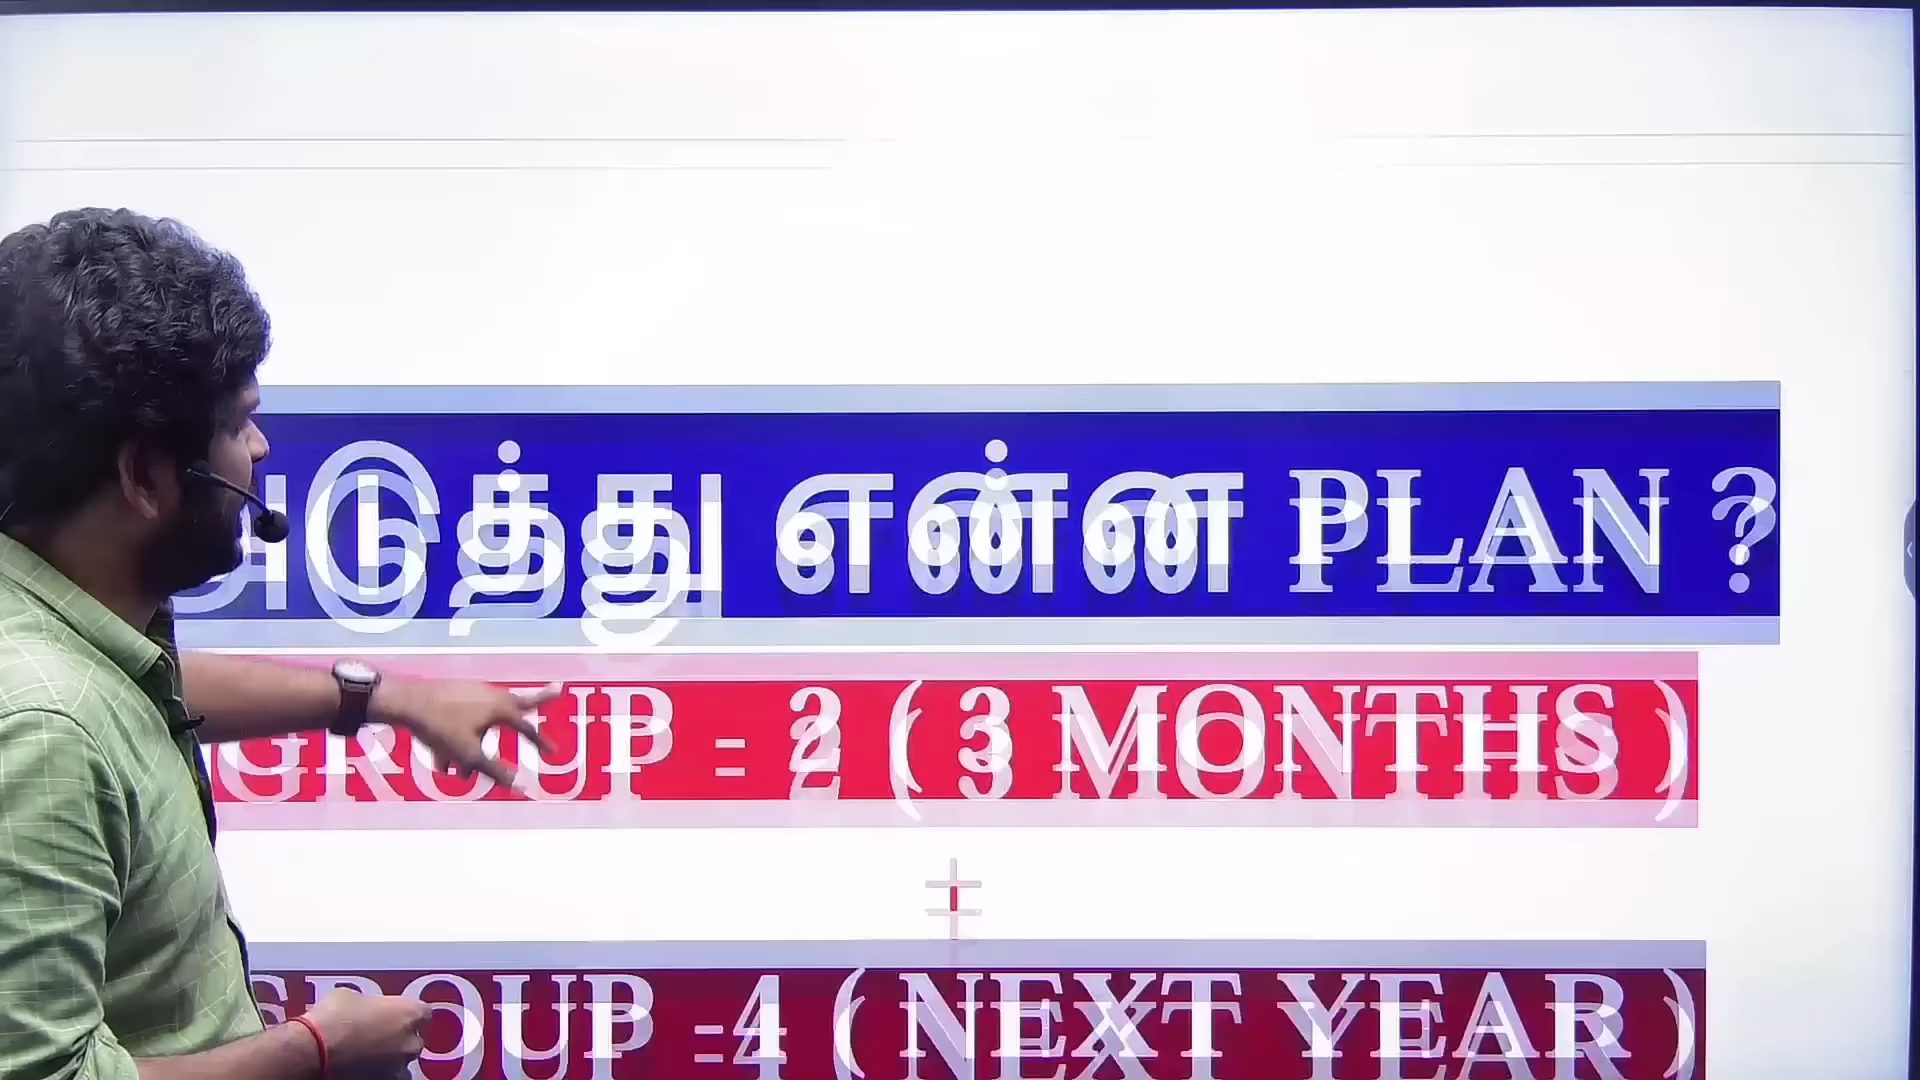 அடுத்து என்ன PLAN ?
GROUP - 2 ( 3 MONTHS )
+
GROUP -4 ( NEXT YEAR )